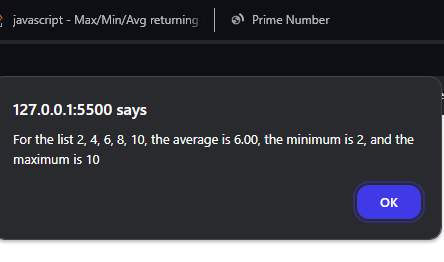 javascript - Max/Min/Avg returning
Prime Number
127.0.0.1:5500 says
For the list 2, 4, 6, 8, 10, the average is 6.00, the minimum is 2, and the
maximum is 10
OK